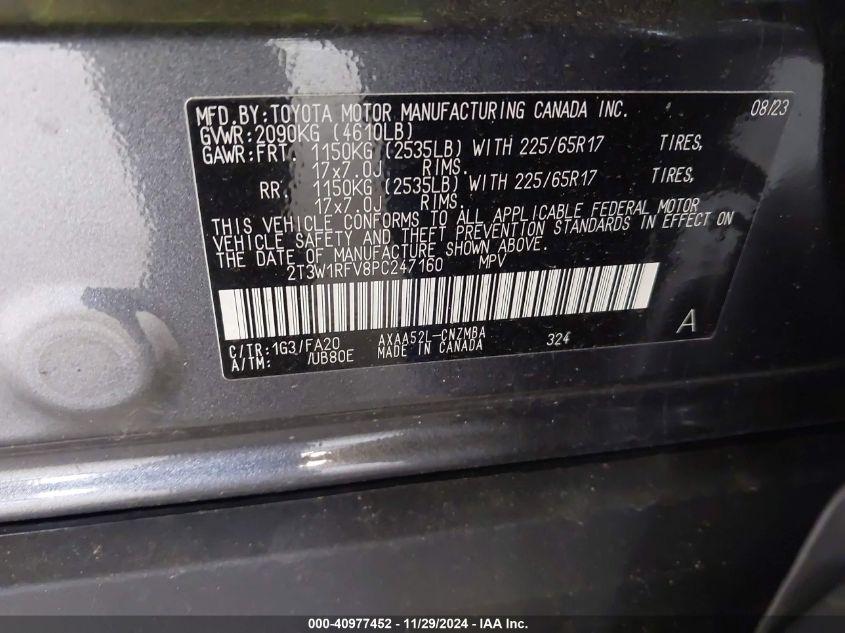 MFD.BY:TOYOTA MOTOR MANUFACTURING CANADA INC. 08/23
GVWR:2090KG (4610LB)
GAWR:FRT. 1150KG (2535LB) WITH 225/65R17 TIRES,
17x7.0J RIMS.
RR. 1150KG (2535LB) WITH 225/65R17 TIRES,
17x7.0J RIMS.
THIS VEHICLE CONFORMS TO ALL APPLICABLE FEDERAL MOTOR
VEHICLE SAFETY AND THEFT PREVENTION STANDARDS IN EFFECT ON
THE DATE OF MANUFACTURE SHOWN ABOVE.
2T3W1RFV8PC247160 MPV
C/TR:1G3/FA20 AXAA52L-CNZMBA 324 A
A/TM: /UB80E MADE IN CANADA
000-40977452 - 11/29/2024 - IAA Inc.